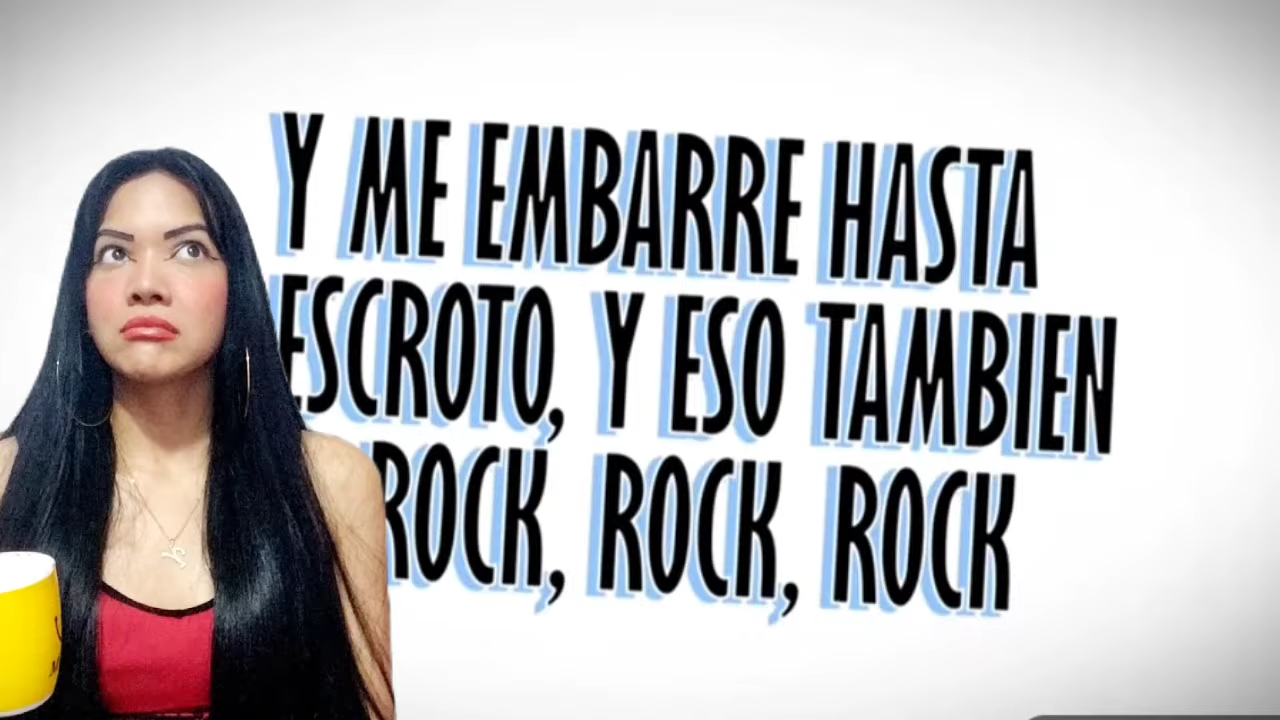 Y ME EMBARRE HASTA
ESCROTO, Y ESO TAMBIEN
ROCK, ROCK, ROCK